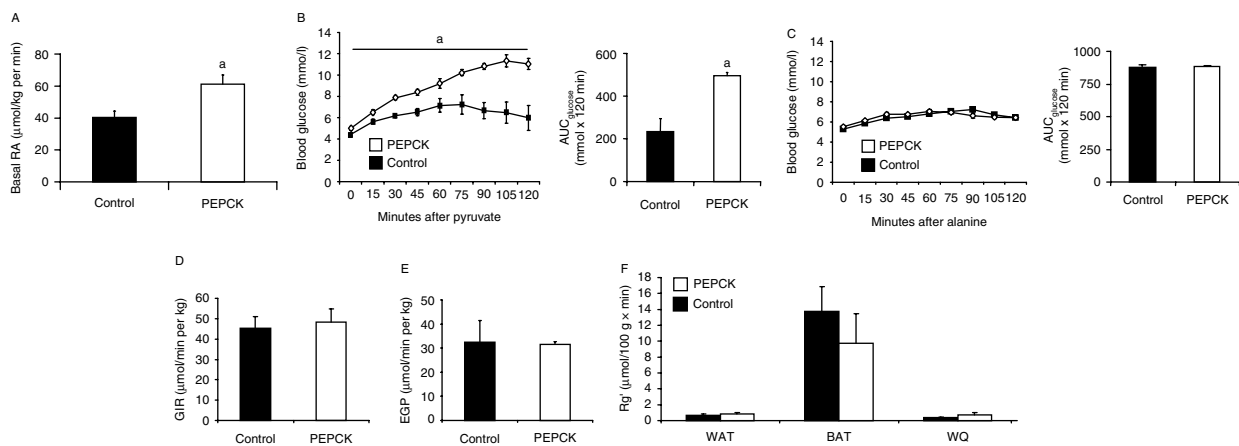 A
Basal RA (μmol/kg per min)
80
60
40
20
0
a
Control
PEPCK
B
Blood glucose (mmo/l)
14
12
10
8
6
4
2
0
a
PEPCK
Control
0 15 30 45 60 75 90 105 120
Minutes after pyruvate
AUCglucose
(mmol x 120 min)
600
400
200
0
a
Control
PEPCK
C
Blood glucose (mmol/l)
14
12
10
8
6
4
2
0
PEPCK
Control
0 15 30 45 60 75 90 105 120
Minutes after alanine
AUCglucose
(mmol x 120 min)
1000
750
500
250
0
Control
PEPCK
D
GIR (μmol/min per kg)
60
50
40
30
20
10
0
Control
PEPCK
E
EGP (μmol/min per kg)
50
40
30
20
10
0
Control
PEPCK
F
Rg' (μmol/100 g × min)
18
16
14
12
10
8
6
4
2
0
PEPCK
Control
WAT
BAT
WQ